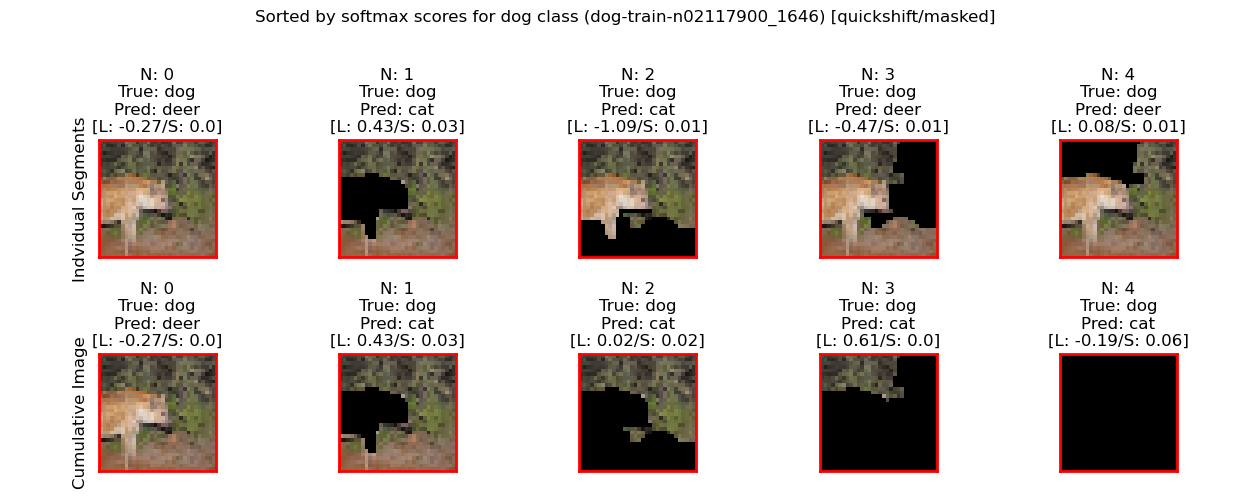 Sorted by softmax scores for dog class (dog-train-n02117900_1646) [quickshift/masked]
Indvidual Segments
N: 0
True: dog
Pred: deer
[L: -0.27/S: 0.0]
N: 1
True: dog
Pred: cat
[L: 0.43/S: 0.03]
N: 2
True: dog
Pred: cat
[L: -1.09/S: 0.01]
N: 3
True: dog
Pred: deer
[L: -0.47/S: 0.01]
N: 4
True: dog
Pred: deer
[L: 0.08/S: 0.01]
Cumulative Image
N: 0
True: dog
Pred: deer
[L: -0.27/S: 0.0]
N: 1
True: dog
Pred: cat
[L: 0.43/S: 0.03]
N: 2
True: dog
Pred: cat
[L: 0.02/S: 0.02]
N: 3
True: dog
Pred: cat
[L: 0.61/S: 0.0]
N: 4
True: dog
Pred: cat
[L: -0.19/S: 0.06]